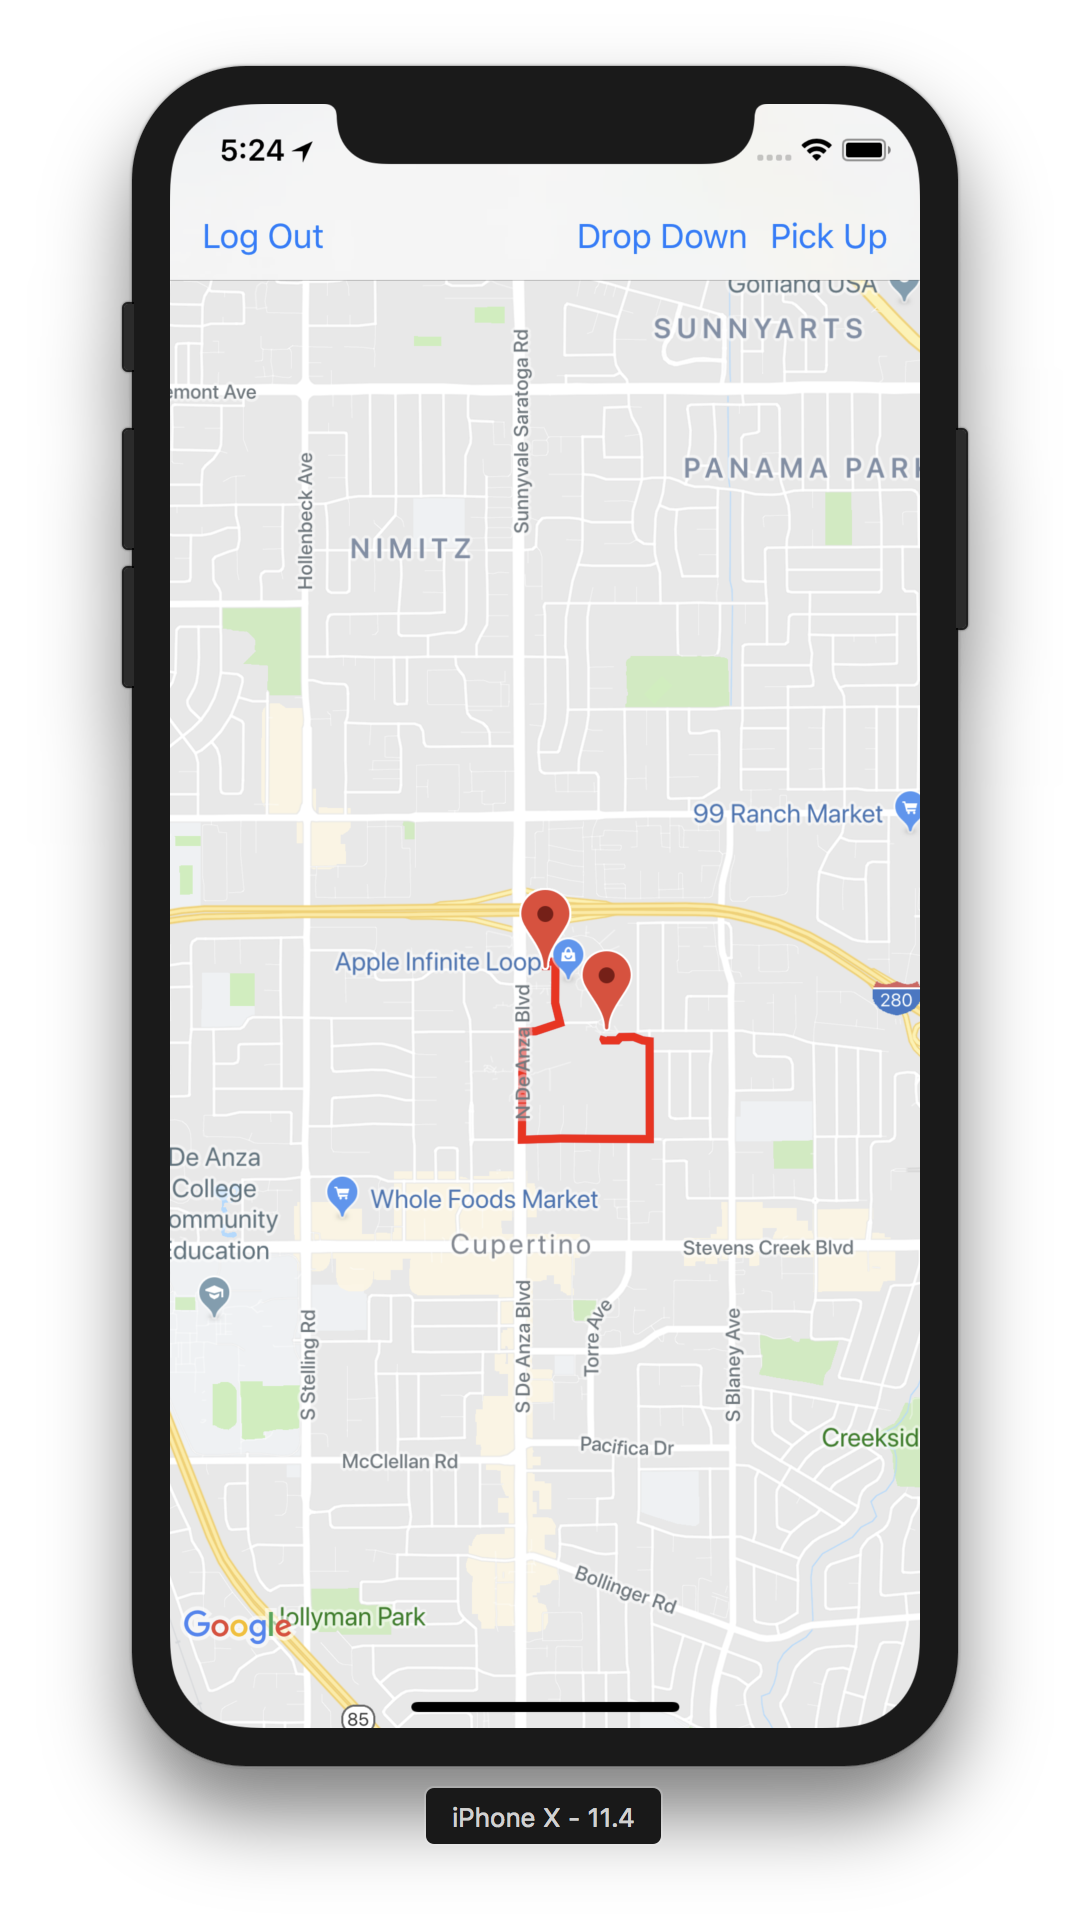 5:24
Log Out
Drop Down
Pick Up
Golfland USA
SUNNYARTS
emont Ave
Sunnyvale Saratoga Rd
Hollenbeck Ave
PANAMA PARK
NIMITZ
99 Ranch Market
Apple Infinite Loop
280
N De Anza Blvd
De Anza
College
ommunity
Education
Whole Foods Market
Cupertino
Stevens Creek Blvd
S Stelling Rd
S De Anza Blvd
Torre Ave
S Blaney Ave
Creeksid
Pacifica Dr
McClellan Rd
Bollinger Rd
Google
Hollyman Park
85
iPhone X - 11.4